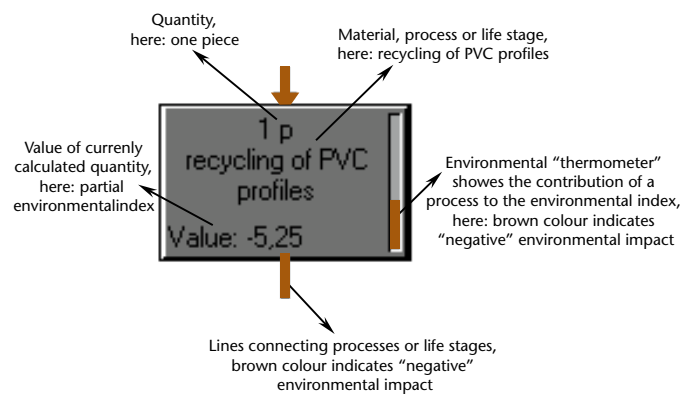 Quantity,
here: one piece
Material, process or life stage,
here: recycling of PVC profiles
1 p
recycling of PVC
profiles
Value: -5,25
Value of currenly
calculated quantity,
here: partial
environmentalindex
Environmental “thermometer”
showes the contribution of a
process to the environmental index,
here: brown colour indicates
“negative” environmental impact
Lines connecting processes or life stages,
brown colour indicates “negative”
environmental impact